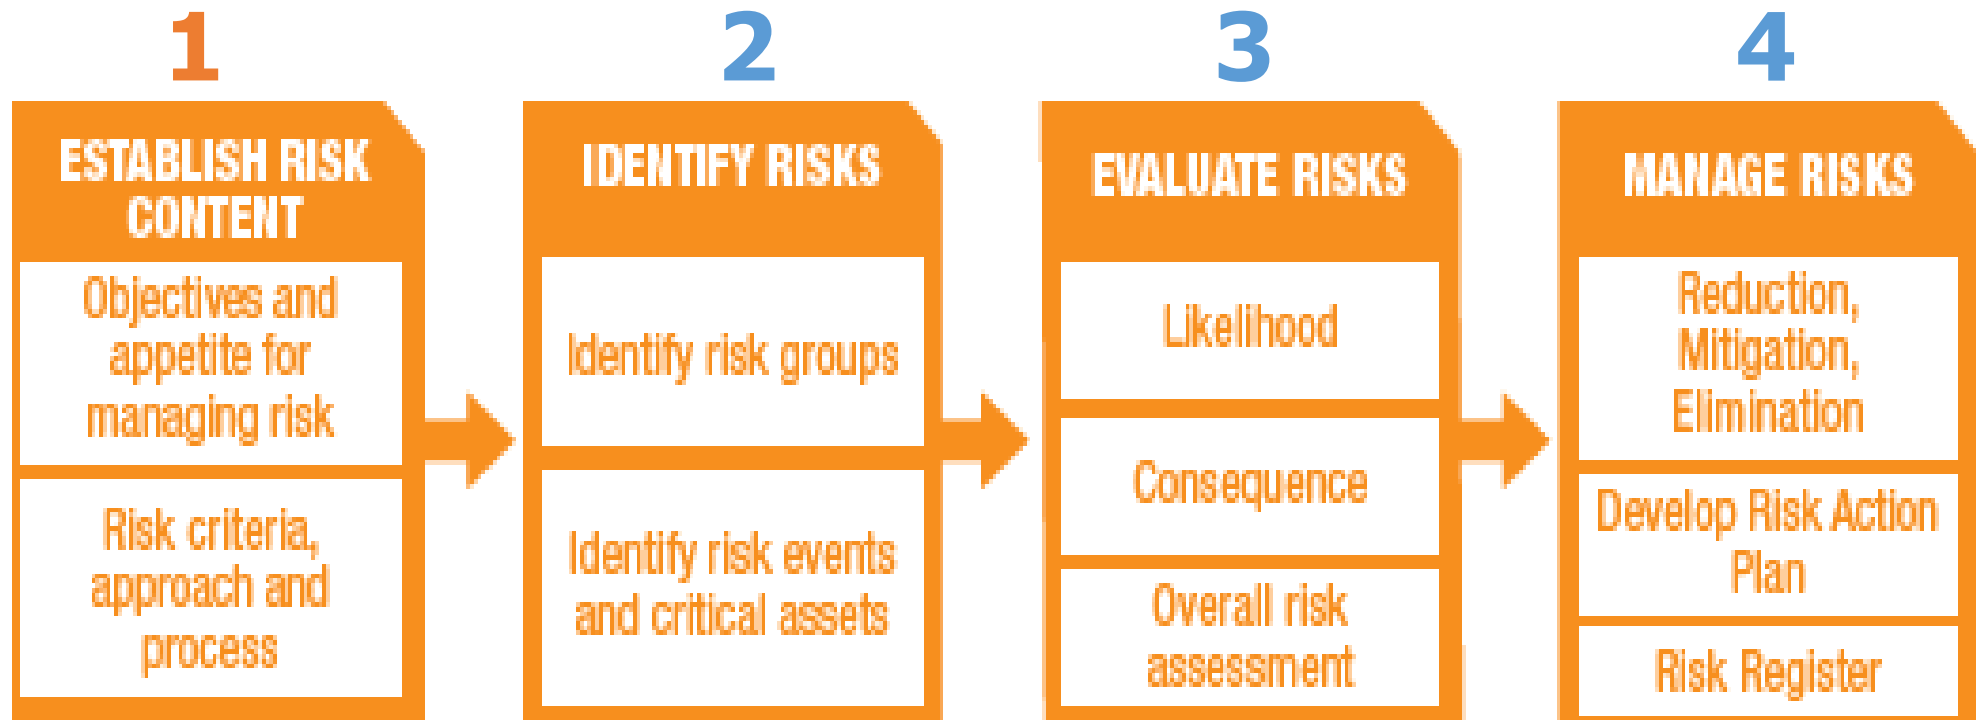 1
ESTABLISH RISK
CONTENT
Objectives and
appetite for
managing risk
Risk criteria,
approach and
process
2
IDENTIFY RISKS
Identify risk groups
Identify risk events
and critical assets
3
EVALUATE RISKS
Likelihood
Consequence
Overall risk
assessment
4
MANAGE RISKS
Reduction,
Mitigation,
Elimination
Develop Risk Action
Plan
Risk Register